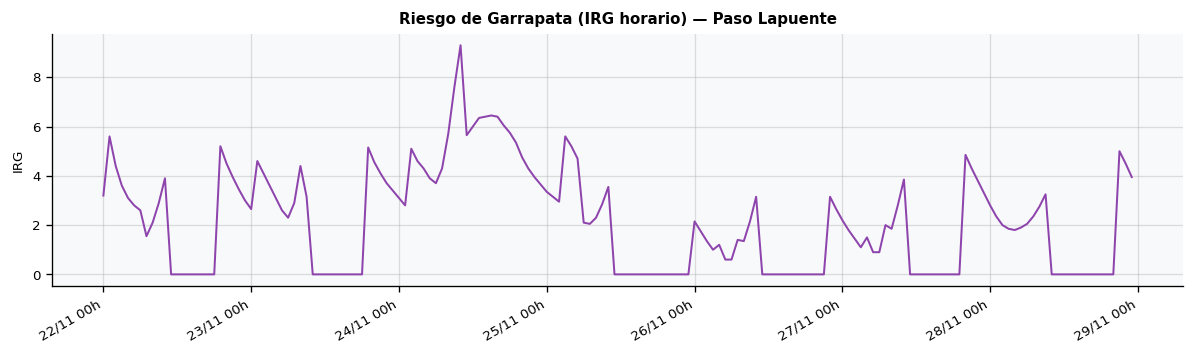 Riesgo de Garrapata (IRG horario) — Paso Lapuente
IRG
8
6
4
2
0
22/11 00h
23/11 00h
24/11 00h
25/11 00h
26/11 00h
27/11 00h
28/11 00h
29/11 00h